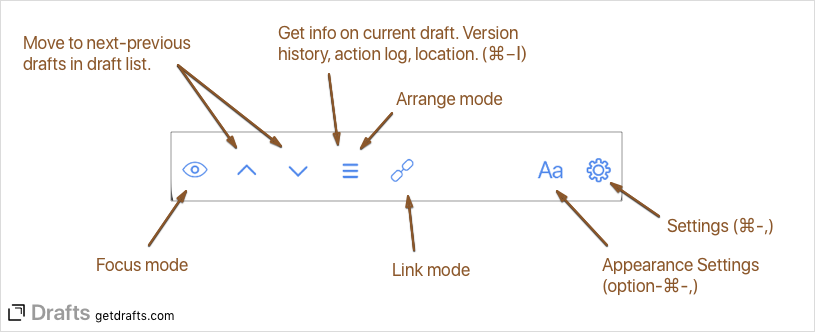 Get info on current draft. Version
history, action log, location. (⌘–I)
Move to next-previous
drafts in draft list.
Arrange mode
Aa
Settings (⌘-,)
Focus mode
Link mode
Appearance Settings
(option-⌘-,)
Drafts getdrafts.com